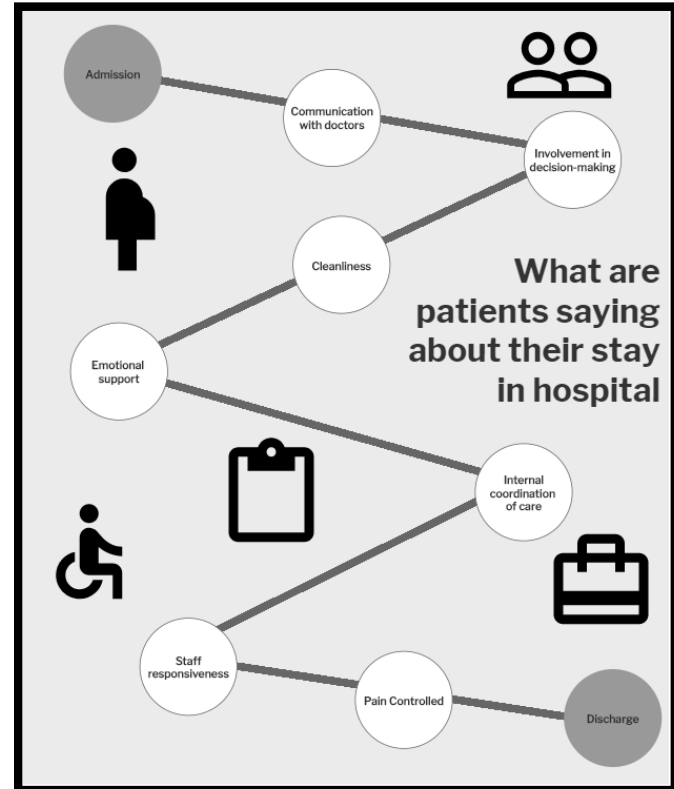 Admission
Communication
with doctors
Involvement in
decision-making
Cleanliness
What are
patients saying
about their stay
in hospital
Emotional
support
Internal
coordination
of care
Staff
responsiveness
Pain Controlled
Discharge